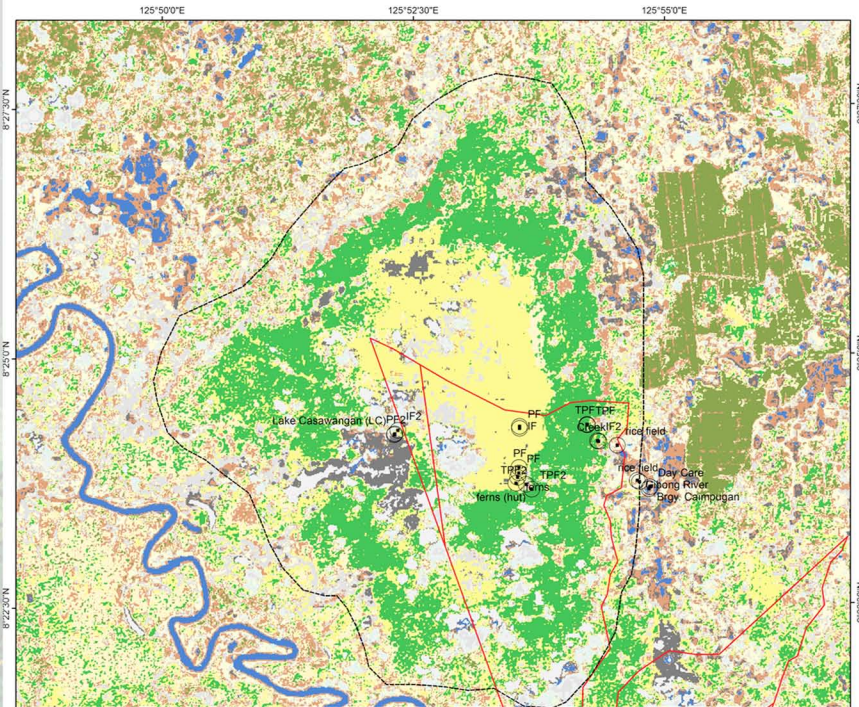 125°50'0"E
125°52'30"E
125°55'0"E
8°27'30"N
8°25'0"N
8°22'30"N
Lake Casawangan (LC)
PF2
IF2
PF
IF
TPF
TPF
IF2
rice field
PF
PF
TPF2
ferns
ferns (hut)
rice field
Day Care
River
Brgy. Caimpugan